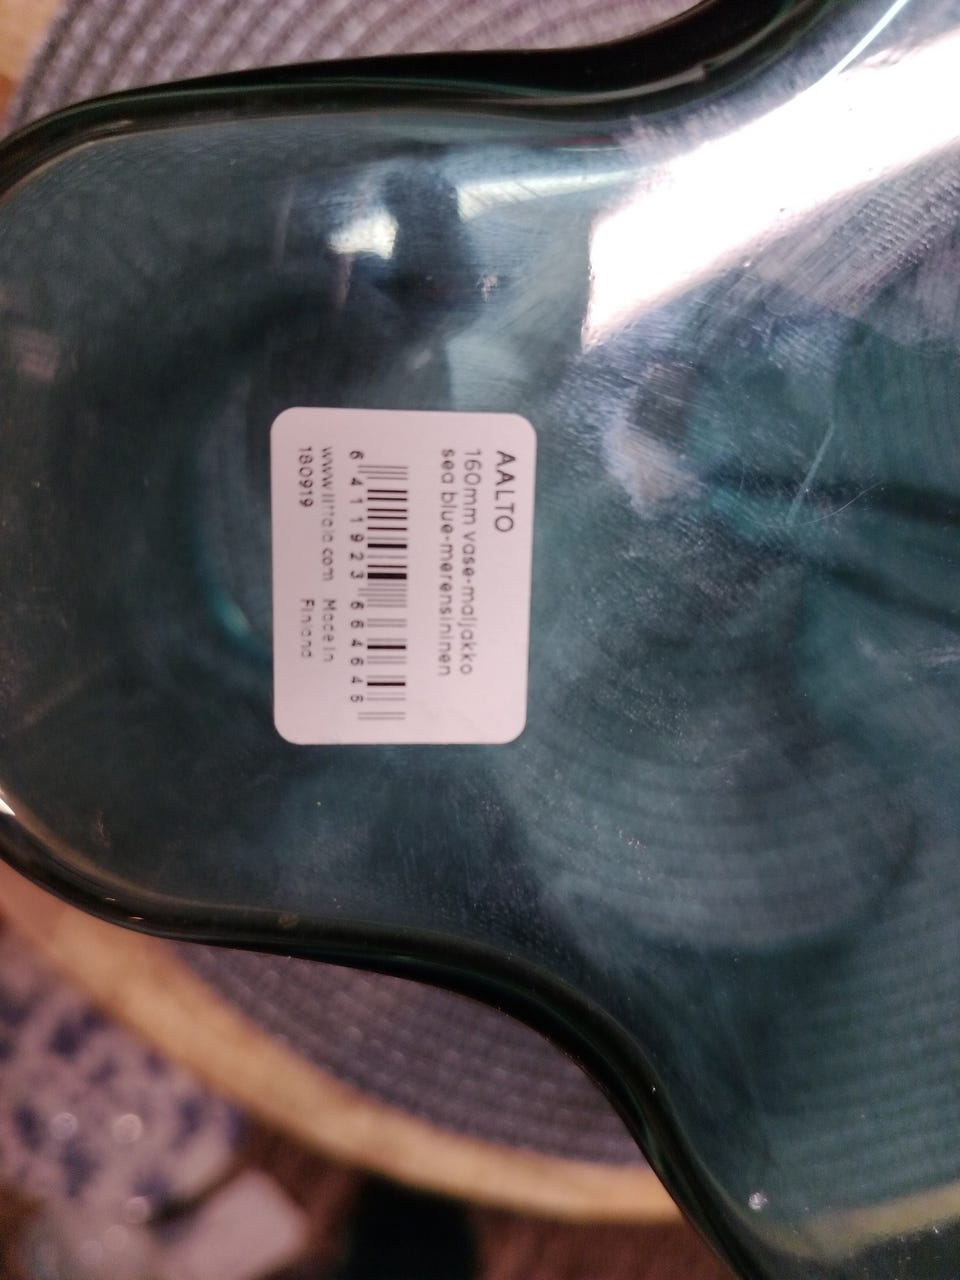 AALTO
160mm vase-maljakko
sea blue-merensininen
6 411923 664646
www.iittala.com Made in
180919 Finland